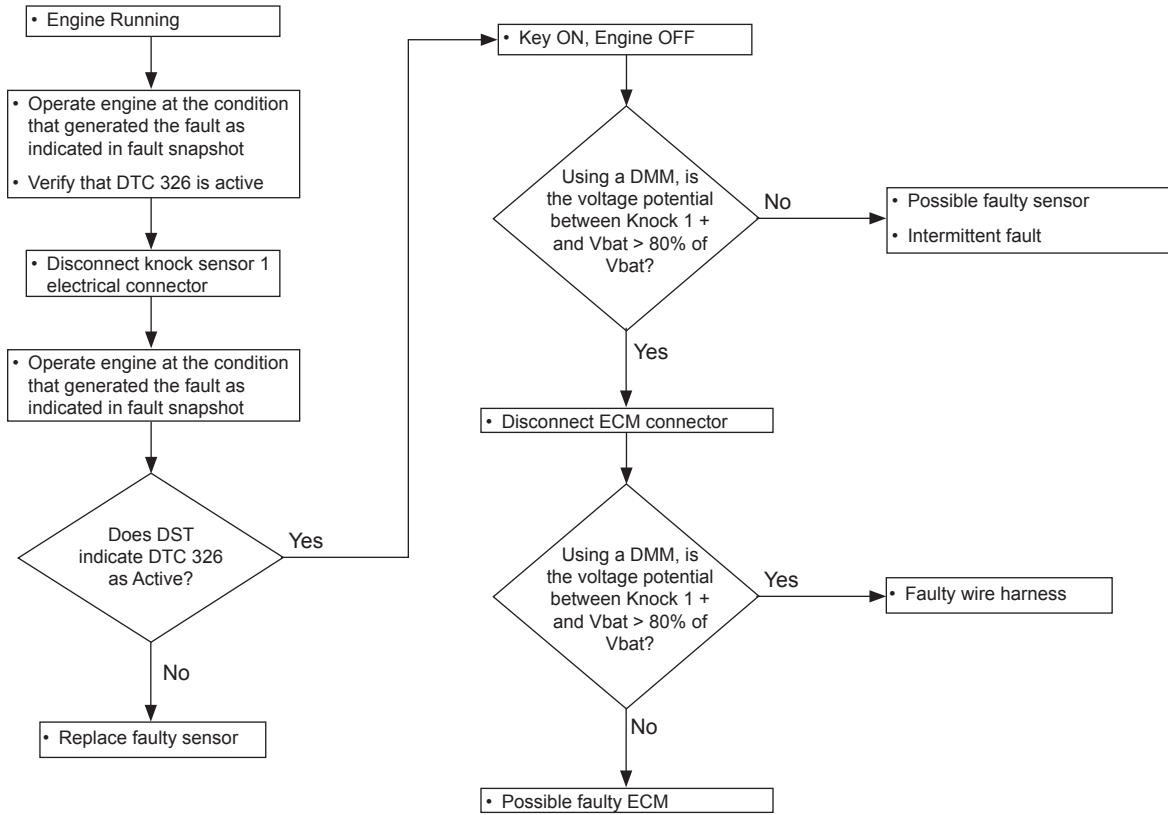 • Engine Running
• Operate engine at the condition
that generated the fault as
indicated in fault snapshot
• Verify that DTC 326 is active
• Disconnect knock sensor 1
electrical connector
• Operate engine at the condition
that generated the fault as
indicated in fault snapshot
Does DST
indicate DTC 326
as Active?
Yes
No
• Replace faulty sensor
• Key ON, Engine OFF
Using a DMM, is
the voltage potential
between Knock 1 +
and Vbat > 80% of
Vbat?
No
• Possible faulty sensor
• Intermittent fault
Yes
• Disconnect ECM connector
Using a DMM, is
the voltage potential
between Knock 1 +
and Vbat > 80% of
Vbat?
Yes
• Faulty wire harness
No
• Possible faulty ECM